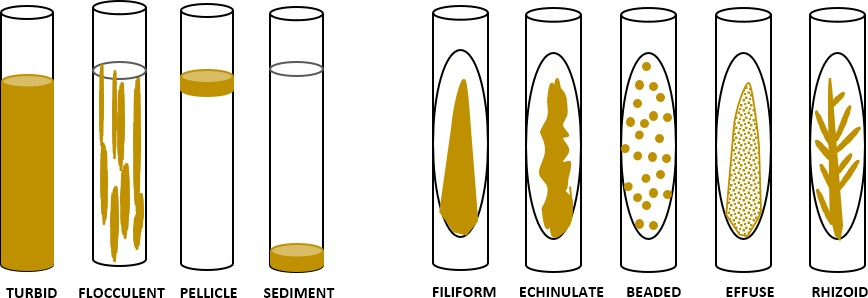 TURBID FLOCCULENT PELLICLE SEDIMENT FILIFORM ECHINULATE BEADED EFFUSE RHIZOID